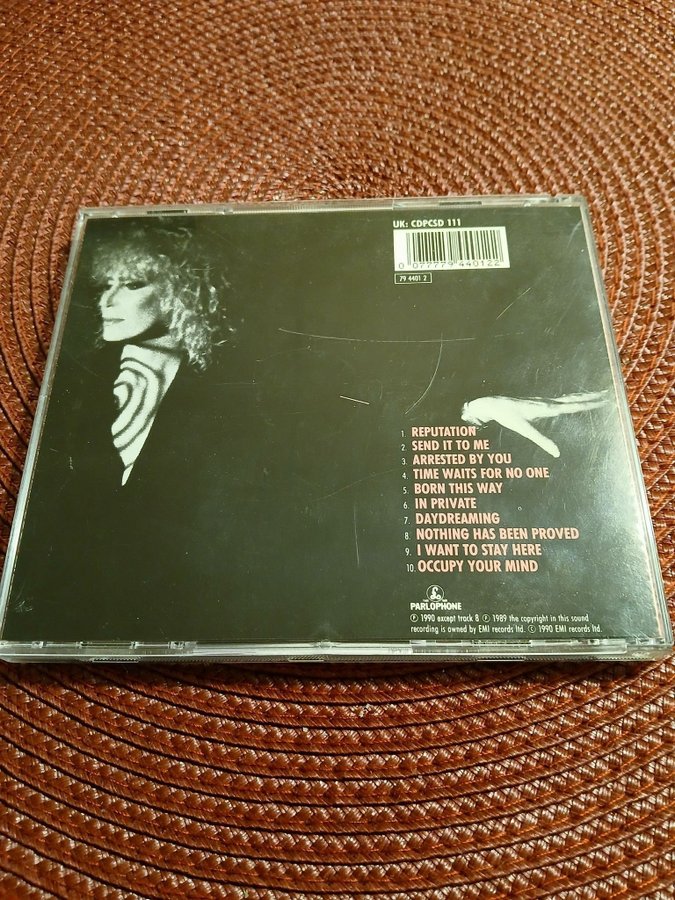 UK: CDPCSD 111
0 077779 440122
79 4401 2
1. REPUTATION
2. SEND IT TO ME
3. ARRESTED BY YOU
4. TIME WAITS FOR NO ONE
5. BORN THIS WAY
6. IN PRIVATE
7. DAYDREAMING
8. NOTHING HAS BEEN PROVED
9. I WANT TO STAY HERE
10. OCCUPY YOUR MIND
PARLOPHONE
℗ 1990 except track 8 ℗ 1989 the copyright in this sound
recording is owned by EMI records ltd. © 1990 EMI records ltd.